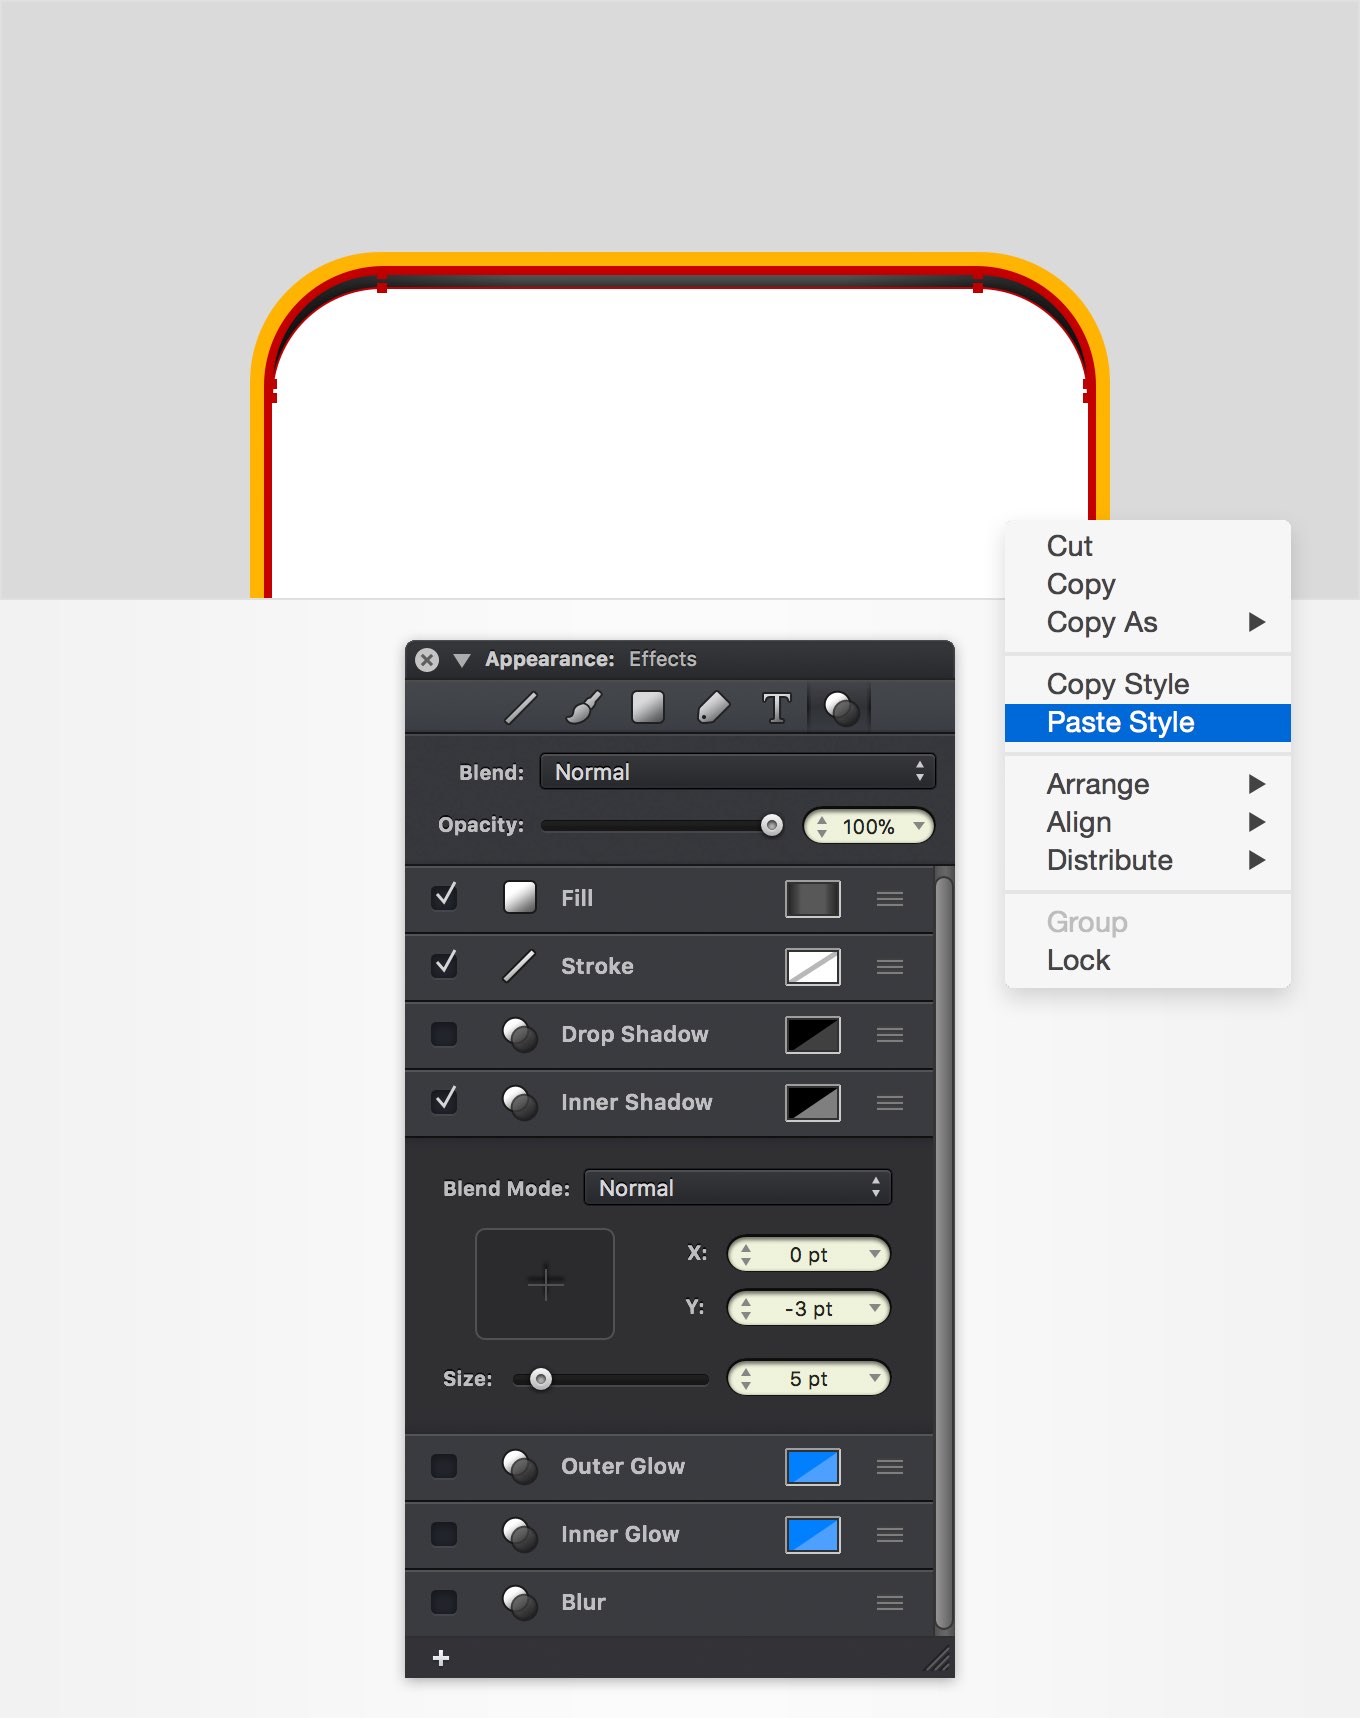 Cut
Copy
Copy As
Copy Style
Paste Style
Arrange
Align
Distribute
Group
Lock
Appearance: Effects
T
Blend: Normal
Opacity: 100%
Fill
Stroke
Drop Shadow
Inner Shadow
Blend Mode: Normal
X: 0 pt
Y: -3 pt
Size: 5 pt
Outer Glow
Inner Glow
Blur